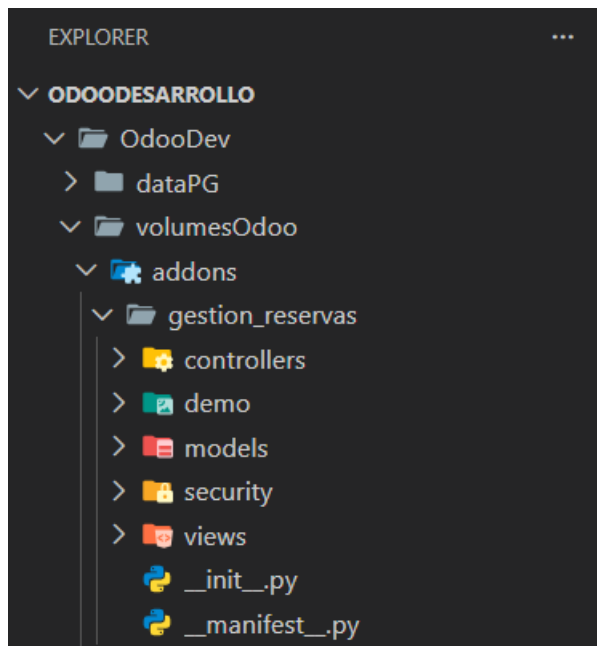 EXPLORER ...
ODOODESARROLLO
OdooDev
dataPG
volumesOdoo
addons
gestion_reservas
controllers
demo
models
security
views
__init__.py
__manifest__.py